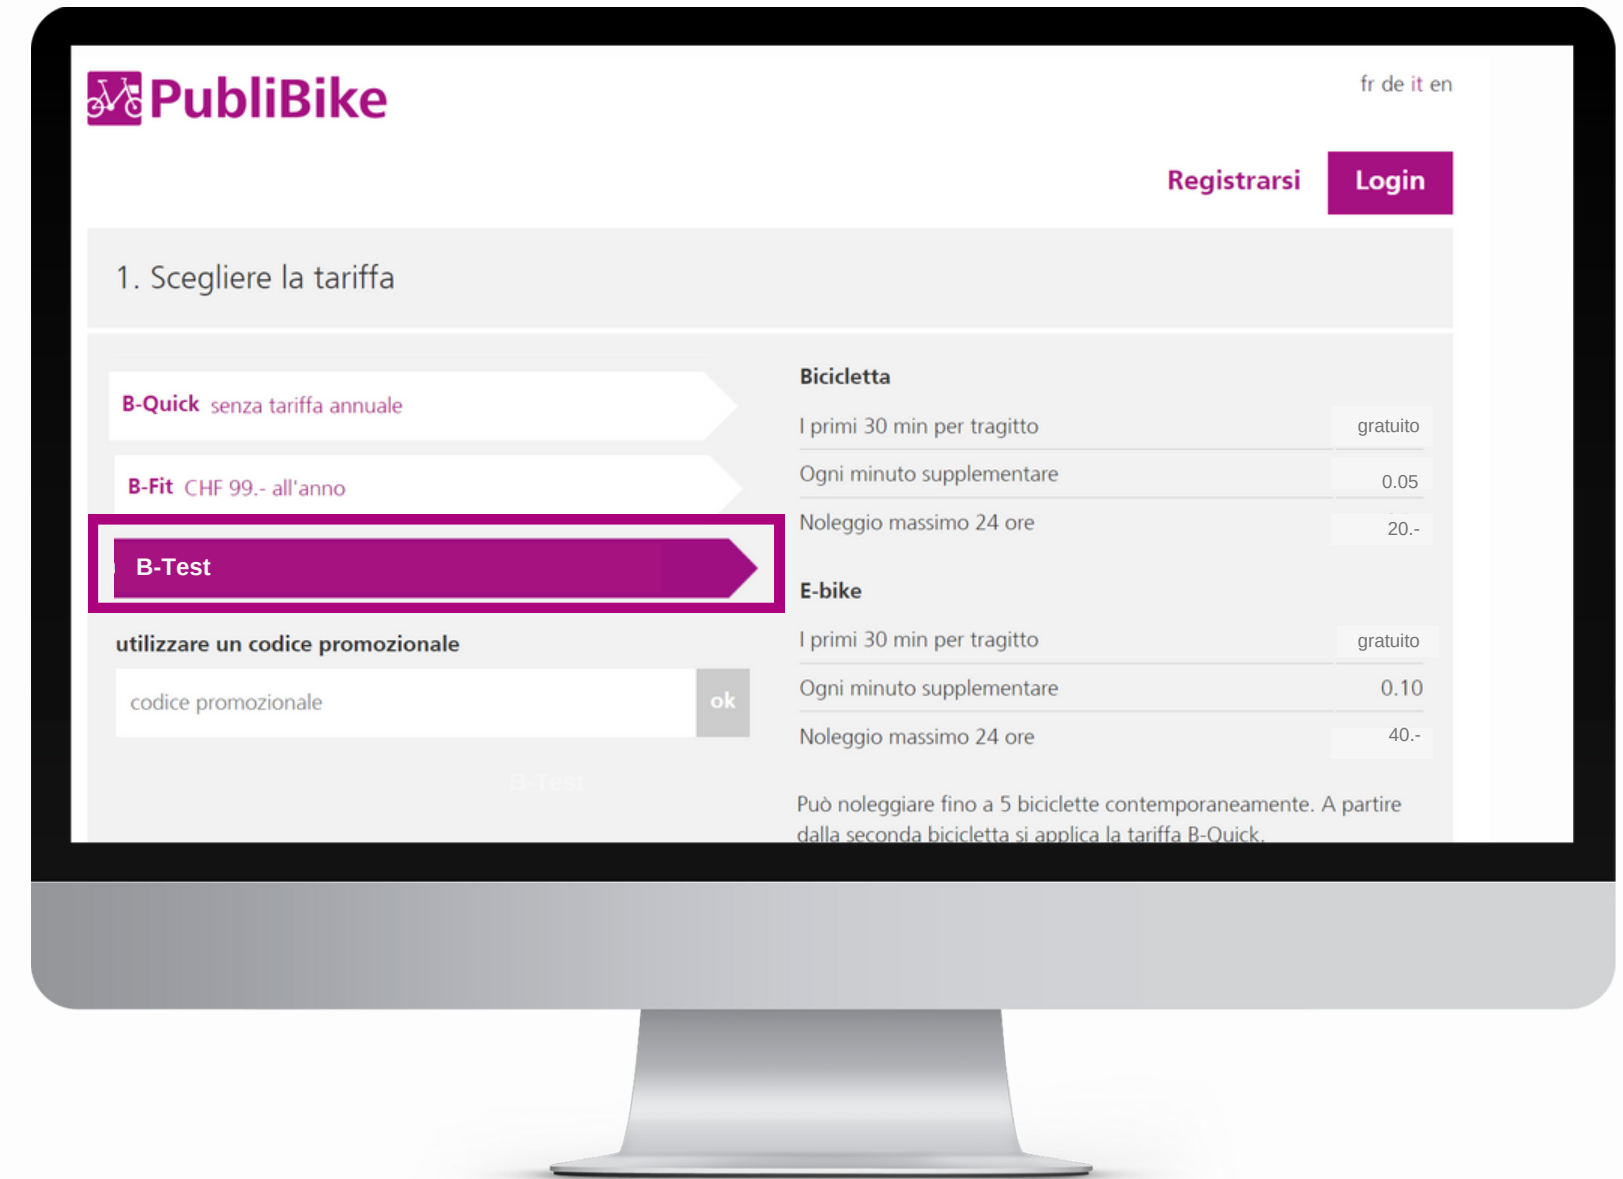 PubliBike
fr de it en
Registrarsi
Login
1. Scegliere la tariffa
B-Quick senza tariffa annuale
B-Fit CHF 99.- all'anno
B-Test
utilizzare un codice promozionale
codice promozionale
ok
B-Test
Bicicletta
I primi 30 min per tragitto gratuito
Ogni minuto supplementare 0.05
Noleggio massimo 24 ore 20.-
E-bike
I primi 30 min per tragitto gratuito
Ogni minuto supplementare 0.10
Noleggio massimo 24 ore 40.-
Può noleggiare fino a 5 biciclette contemporaneamente. A partire
dalla seconda bicicletta si applica la tariffa B-Quick.